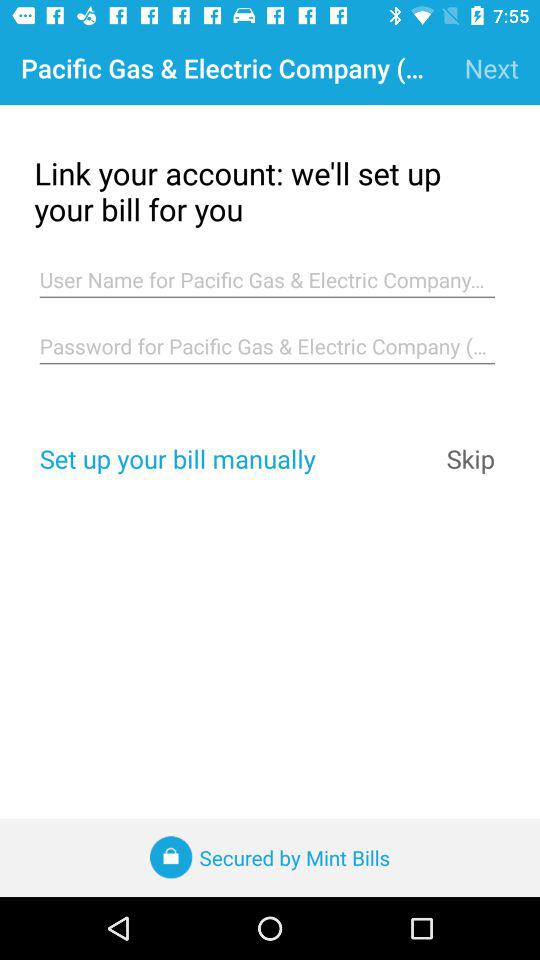 7:55
Pacific Gas & Electric Company (... Next
Link your account: we'll set up
your bill for you
User Name for Pacific Gas & Electric Company...
Password for Pacific Gas & Electric Company (...
Set up your bill manually Skip
Secured by Mint Bills